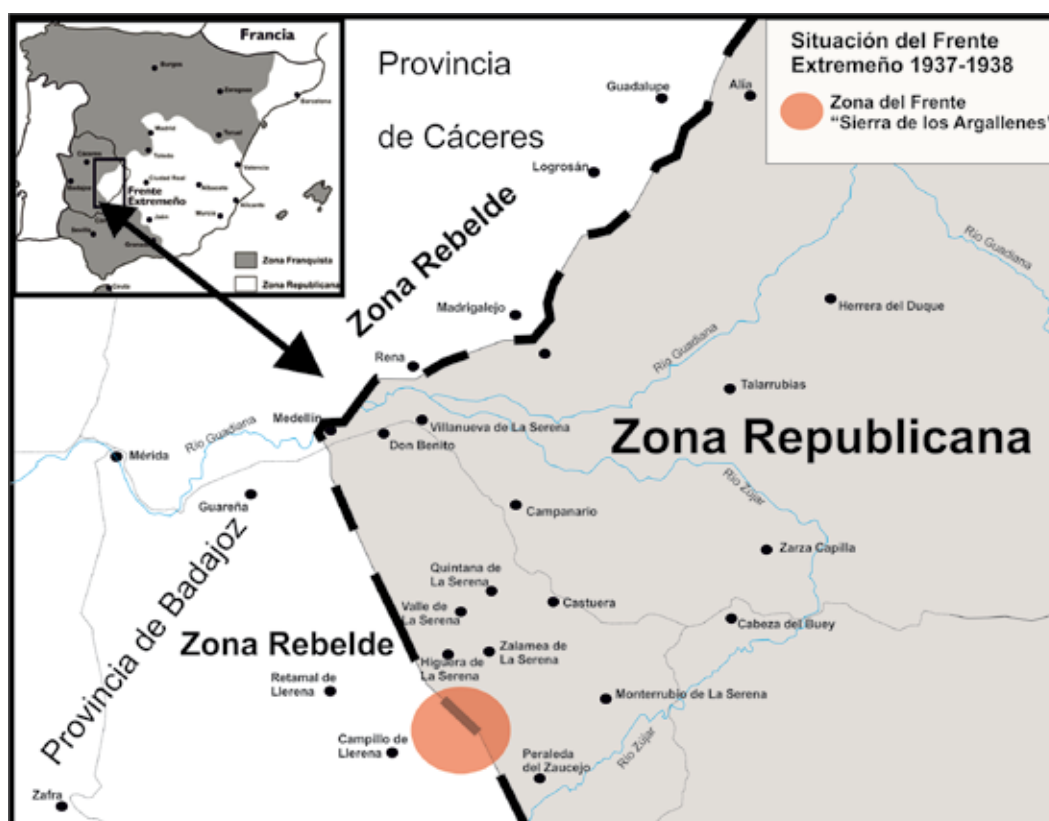 Francia
Burgos
Zaragoza
Barcelona
Madrid
Teruel
Toledo
Cáceres
Valencia
Badajoz
Ciudad Real
Albacete
Frente
Extremeño
Alicante
Murcia
Jaén
Sevilla
Granada
Zona Franquista
Zona Republicana
Ceuta
Provincia
de Cáceres
Situación del Frente
Extremeño 1937-1938
Zona del Frente
“Sierra de los Argallenes”
Guadalupe
Alía
Logrosán
Zona Rebelde
Río Guadiana
Madrigalejo
Herrera del Duque
Río Guadiana
Rena
Talarrubias
Medellín
Villanueva de La Serena
Zona Republicana
Don Benito
Río Guadiana
Mérida
Guareña
Río Zújar
Campanario
Zarza Capilla
Provincia de Badajoz
Quintana de
La Serena
Castuera
Valle de
La Serena
Cabeza del Buey
Zona Rebelde
Zalamea de
La Serena
Higuera de
La Serena
Retamal de
Llerena
Monterrubio de La Serena
Río Zújar
Campillo de
Llerena
Peraleda
del Zaucejo
Zafra